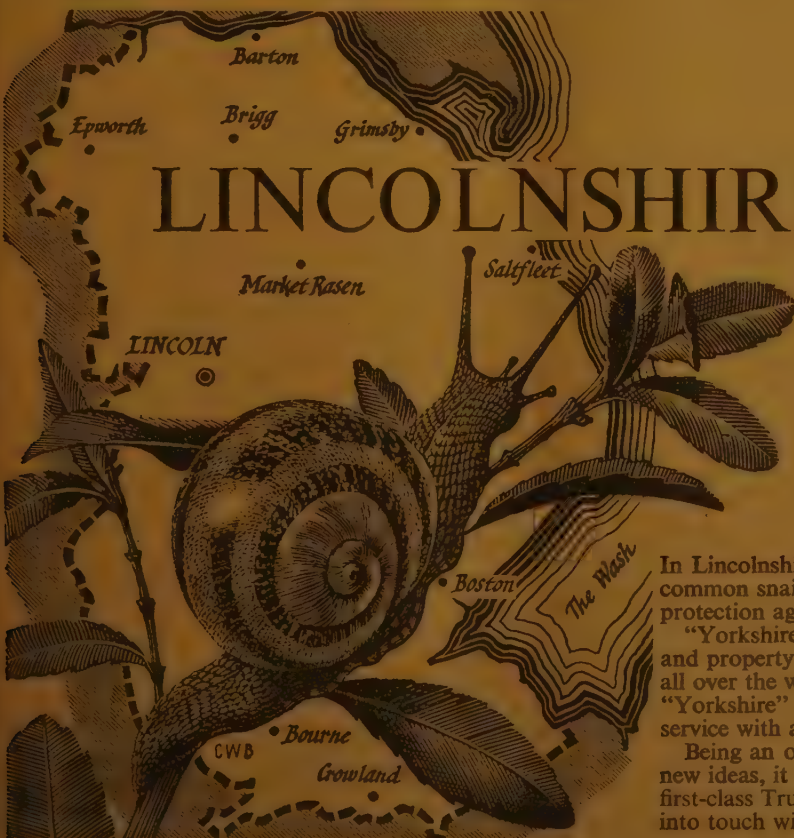 Barton
Epworth
Brigg
Grimsby
LINCOLNSHIR
Market Rasen
Saltfleet
LINCOLN
Boston
The Wash
In Lincolnshi
common snai
protection ag
"Yorkshire
and property
all over the w
"Yorkshire"
service with a
Being an o
new ideas, it
first-class Tru
into touch wi
Bourne
CWB
Crowland